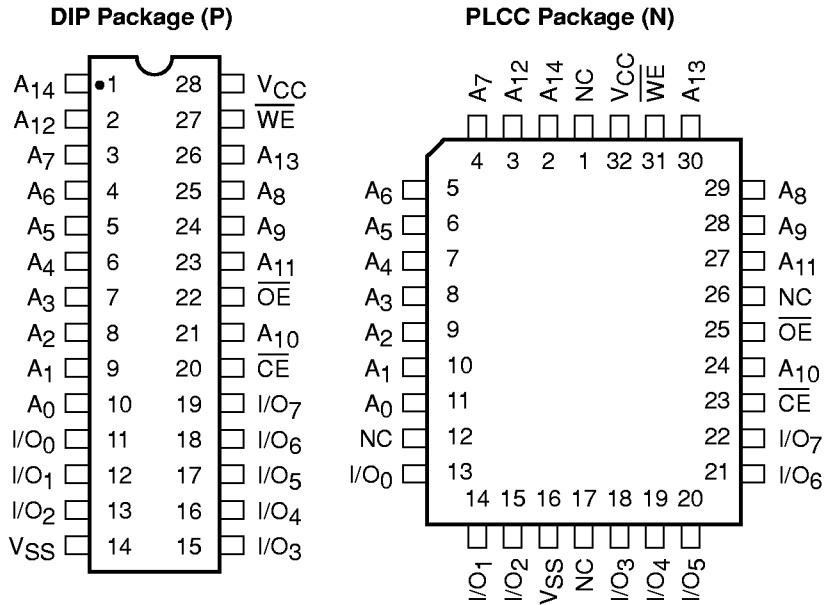 DIP Package (P)
A14 1 28 VCC
A12 2 27 WE
A7 3 26 A13
A6 4 25 A8
A5 5 24 A9
A4 6 23 A11
A3 7 22 OE
A2 8 21 A10
A1 9 20 CE
A0 10 19 I/O7
I/O0 11 18 I/O6
I/O1 12 17 I/O5
I/O2 13 16 I/O4
VSS 14 15 I/O3
PLCC Package (N)
A7 A12 A14 NC VCC WE A13
4 3 2 1 32 31 30
A6 5 29 A8
A5 6 28 A9
A4 7 27 A11
A3 8 26 NC
A2 9 25 OE
A1 10 24 A10
A0 11 23 CE
NC 12 22 I/O7
I/O0 13 21 I/O6
14 15 16 17 18 19 20
I/O1 I/O2 VSS NC I/O3 I/O4 I/O5